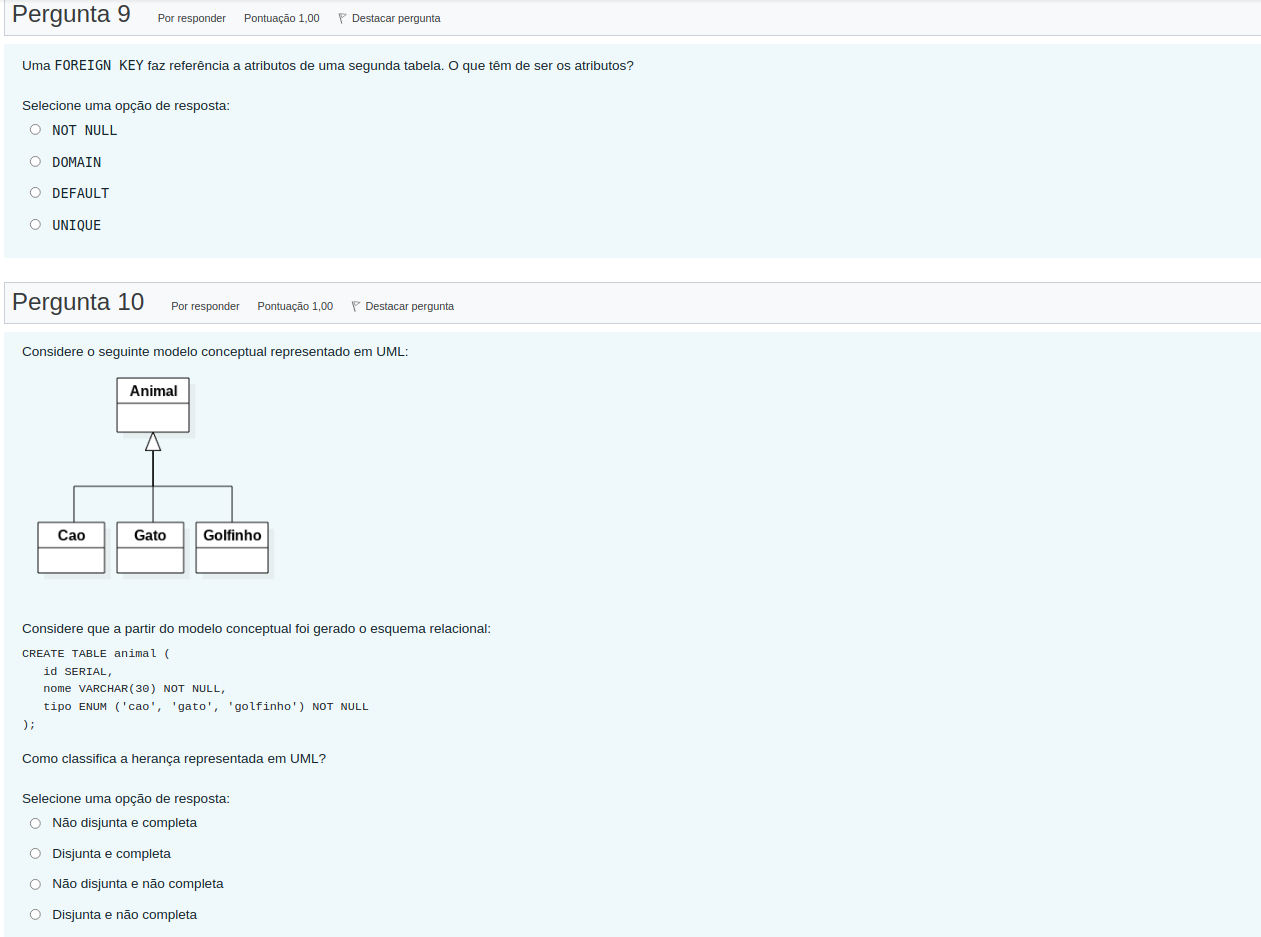 Pergunta 9 Por responder Pontuação 1,00 Destacar pergunta
Uma FOREIGN KEY faz referência a atributos de uma segunda tabela. O que têm de ser os atributos?
Selecione uma opção de resposta:
NOT NULL
DOMAIN
DEFAULT
UNIQUE
Pergunta 10 Por responder Pontuação 1,00 Destacar pergunta
Considere o seguinte modelo conceptual representado em UML:
Animal
Cao Gato Golfinho
Considere que a partir do modelo conceptual foi gerado o esquema relacional:
CREATE TABLE animal (
id SERIAL,
nome VARCHAR(30) NOT NULL,
tipo ENUM ('cao', 'gato', 'golfinho') NOT NULL
);
Como classifica a herança representada em UML?
Selecione uma opção de resposta:
Não disjunta e completa
Disjunta e completa
Não disjunta e não completa
Disjunta e não completa